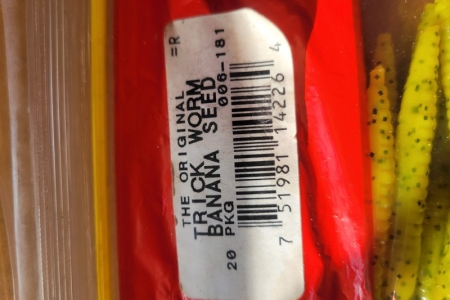 =R
THE ORIGINAL
TRICK WORM
BANANA SEED
006-181
20 PKG
7 51981 14226 4